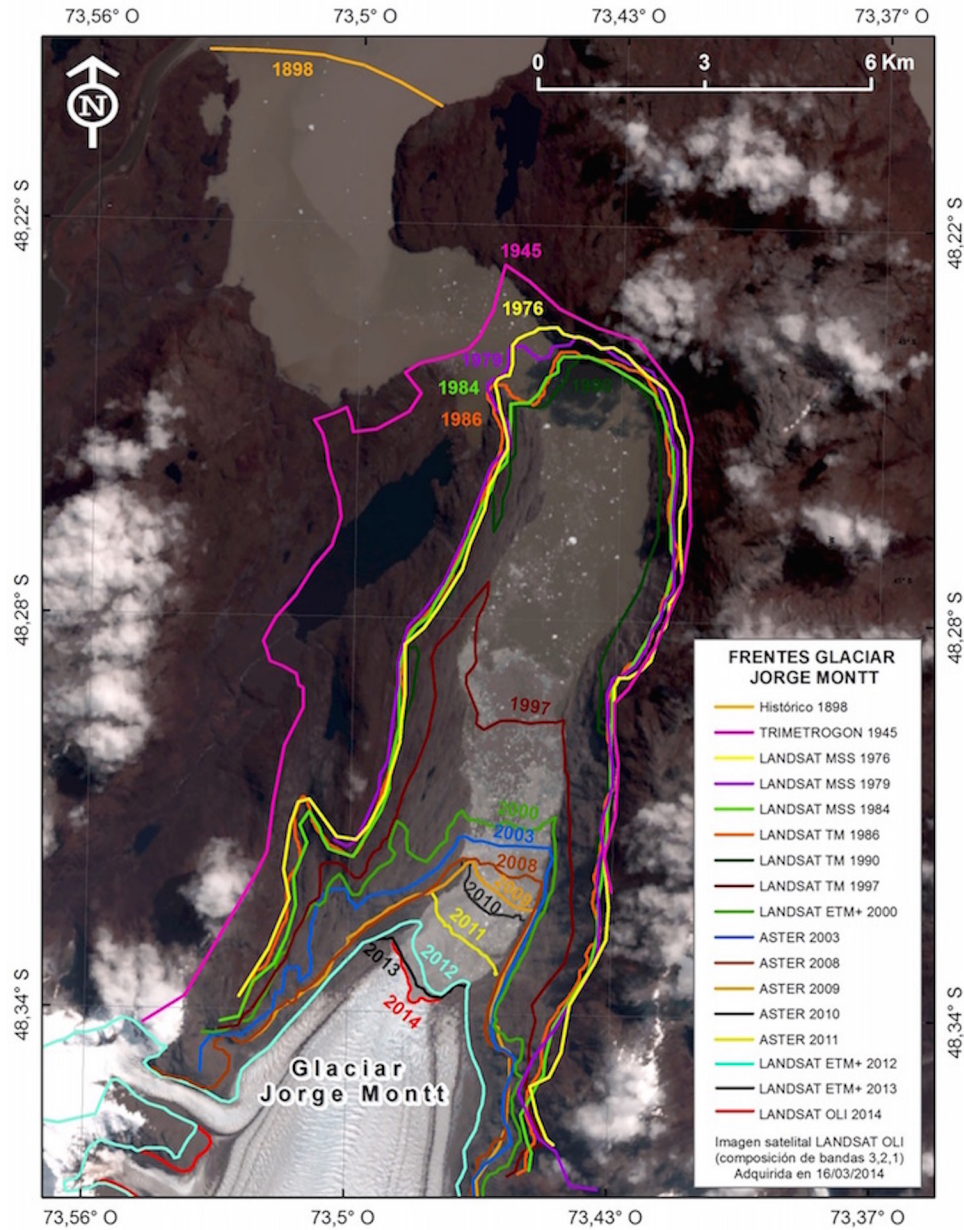 73,56° O 73,5° O 73,43° O 73,37° O
N
0 3 6 Km
1898
48,22° S
48,22° S
1945
1976
1979
1984
1990
1986
48,28° S
48,28° S
1997
2000
2003
2008
2009
2010
2011
2012
2013
2014
48,34° S
48,34° S
Glaciar
Jorge Montt
FRENTES GLACIAR
JORGE MONTT
Histórico 1898
TRIMETROGON 1945
LANDSAT MSS 1976
LANDSAT MSS 1979
LANDSAT MSS 1984
LANDSAT TM 1986
LANDSAT TM 1990
LANDSAT TM 1997
LANDSAT ETM+ 2000
ASTER 2003
ASTER 2008
ASTER 2009
ASTER 2010
ASTER 2011
LANDSAT ETM+ 2012
LANDSAT ETM+ 2013
LANDSAT OLI 2014
Imagen satelital LANDSAT OLI
(composición de bandas 3,2,1)
Adquirida en 16/03/2014
73,56° O 73,5° O 73,43° O 73,37° O